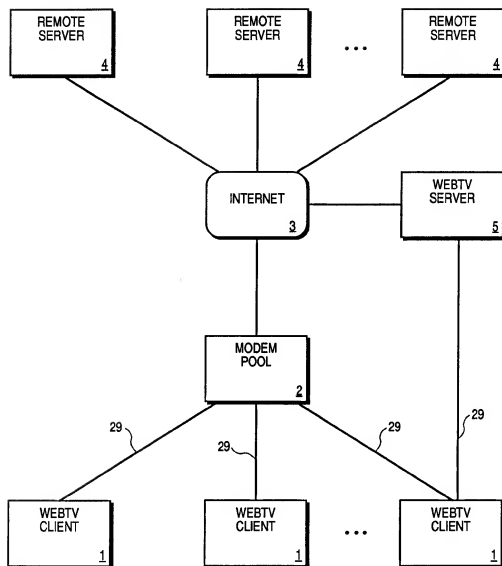 REMOTE
SERVER
4
REMOTE
SERVER
4
...
REMOTE
SERVER
4
INTERNET
3
WEBTV
SERVER
5
MODEM
POOL
2
29
29
29
29
WEBTV
CLIENT
1
WEBTV
CLIENT
1
...
WEBTV
CLIENT
1